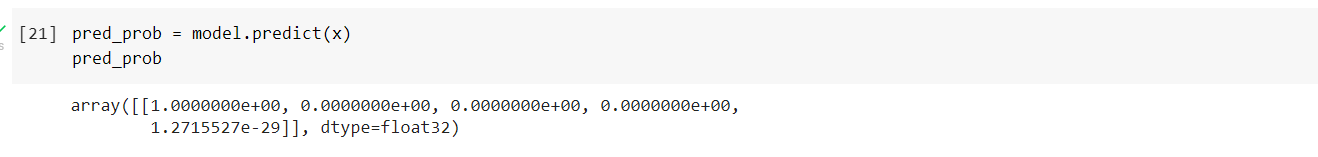 [21] pred_prob = model.predict(x)
pred_prob
array([[1.0000000e+00, 0.0000000e+00, 0.0000000e+00, 0.0000000e+00,
1.2715527e-29]], dtype=float32)